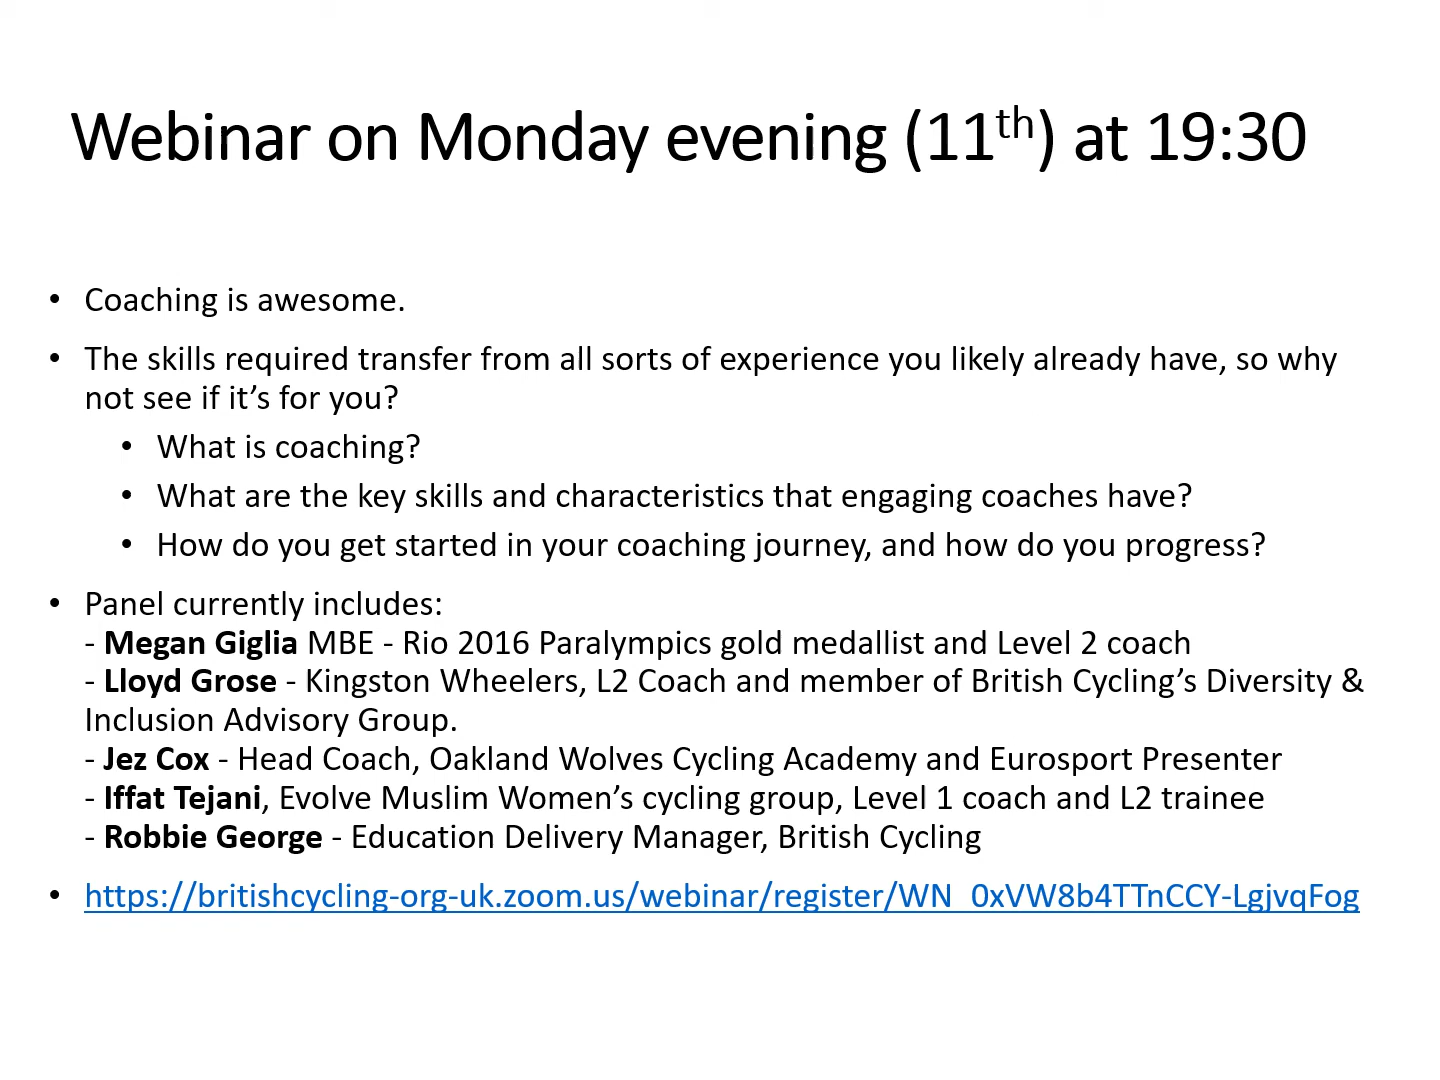 Webinar on Monday evening (11th) at 19:30
• Coaching is awesome.
• The skills required transfer from all sorts of experience you likely already have, so why
not see if it’s for you?
• What is coaching?
• What are the key skills and characteristics that engaging coaches have?
• How do you get started in your coaching journey, and how do you progress?
• Panel currently includes:
- Megan Giglia MBE - Rio 2016 Paralympics gold medallist and Level 2 coach
- Lloyd Grose - Kingston Wheelers, L2 Coach and member of British Cycling’s Diversity &
Inclusion Advisory Group.
- Jez Cox - Head Coach, Oakland Wolves Cycling Academy and Eurosport Presenter
- Iffat Tejani, Evolve Muslim Women’s cycling group, Level 1 coach and L2 trainee
- Robbie George - Education Delivery Manager, British Cycling
• https://britishcycling-org-uk.zoom.us/webinar/register/WN_0xVW8b4TTnCCY-LgjvqFog